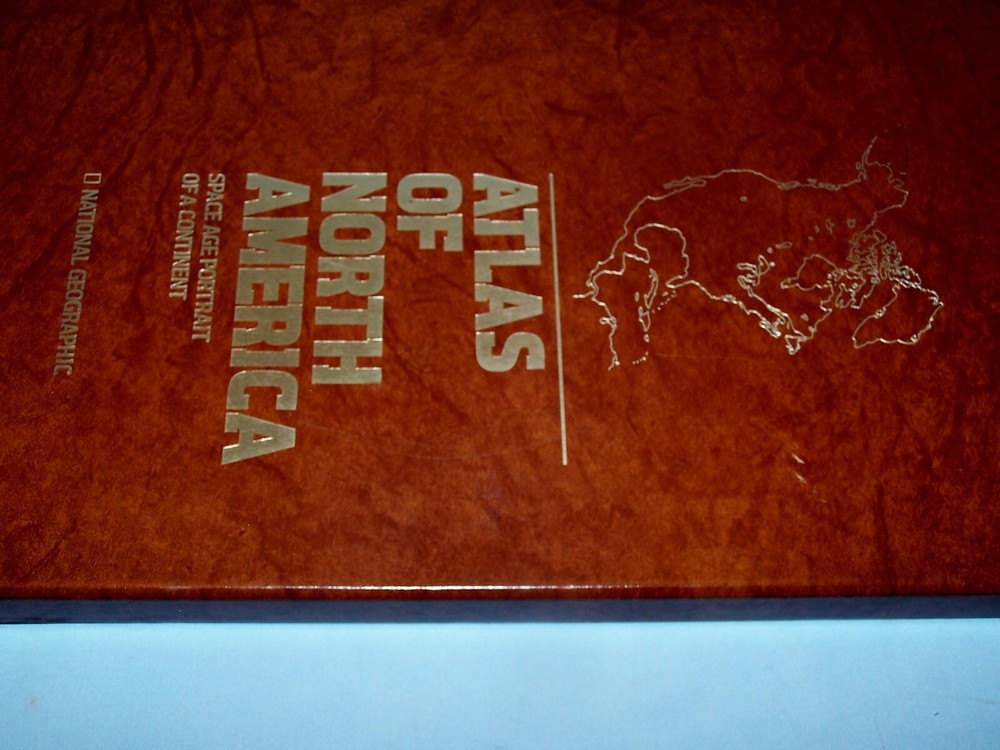 ATLAS
OF
NORTH
AMERICA
SPACE AGE PORTRAIT
OF A CONTINENT
NATIONAL GEOGRAPHIC